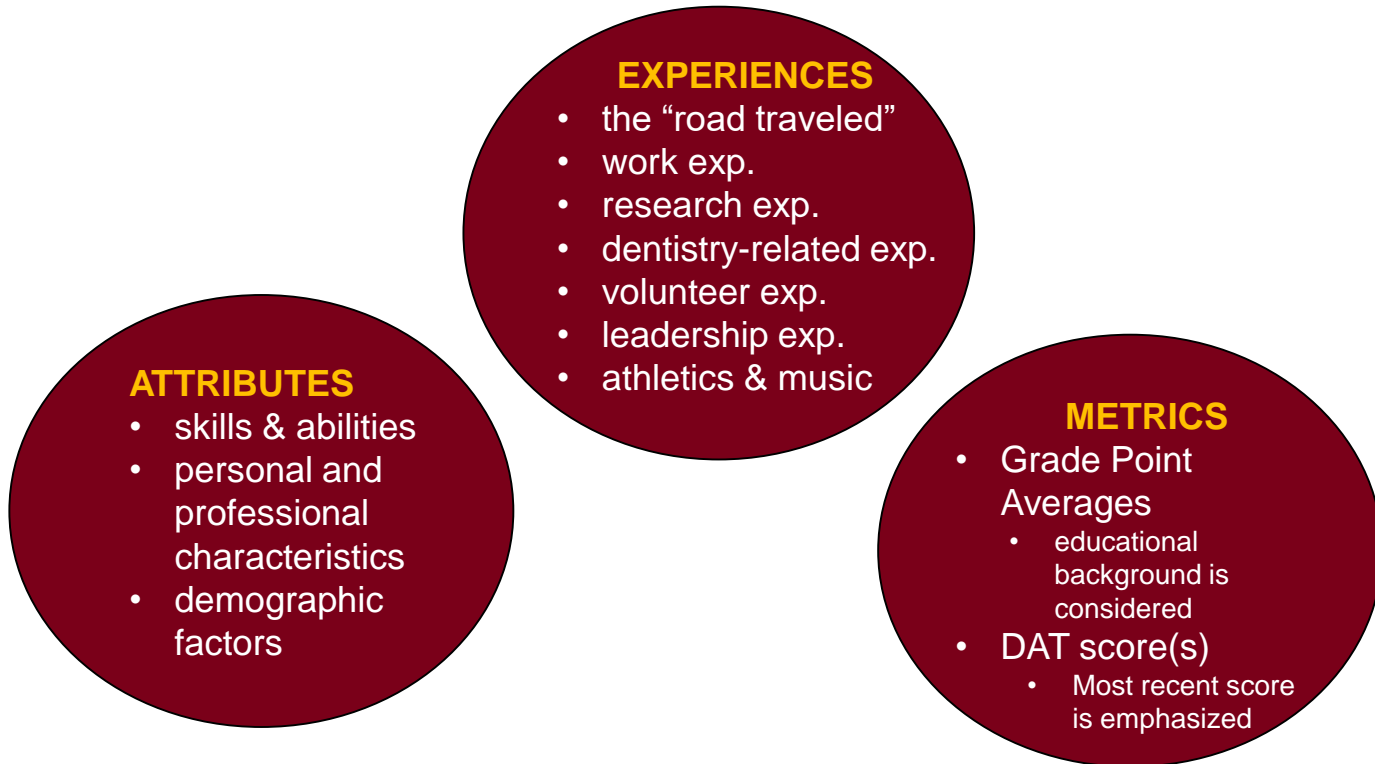 EXPERIENCES
• the “road traveled”
• work exp.
• research exp.
• dentistry-related exp.
• volunteer exp.
• leadership exp.
• athletics & music
ATTRIBUTES
• skills & abilities
• personal and
professional
characteristics
• demographic
factors
METRICS
• Grade Point
Averages
• educational
background is
considered
• DAT score(s)
• Most recent score
is emphasized